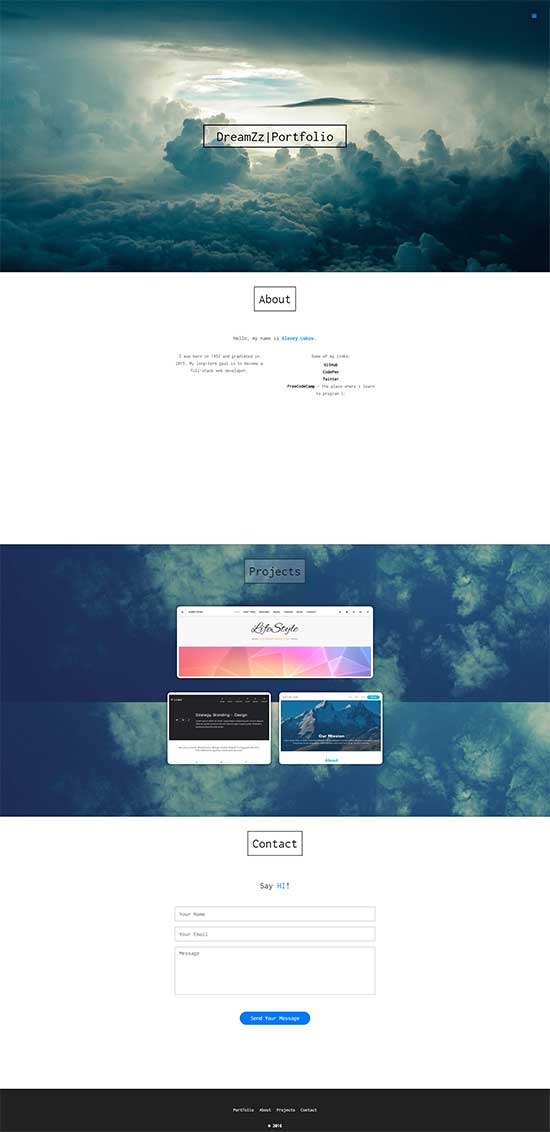 DreamZz|Portfolio
About
Hello, my name is Alexey Uakov.
I was born in 1992 and graduated in
2015. My long-term goal is to become a
full-stack web developer.
Some of my links:
GitHub
CodePen
Twitter
FreeCodeCamp - the place where I learn
to program (:
Projects
LifeStyle
Strategy, Branding & Design
Our Mission
About
Contact
Say HI!
Your Name
Your Email
Message
Send Your Message
Portfolio About Projects Contact
© 2016